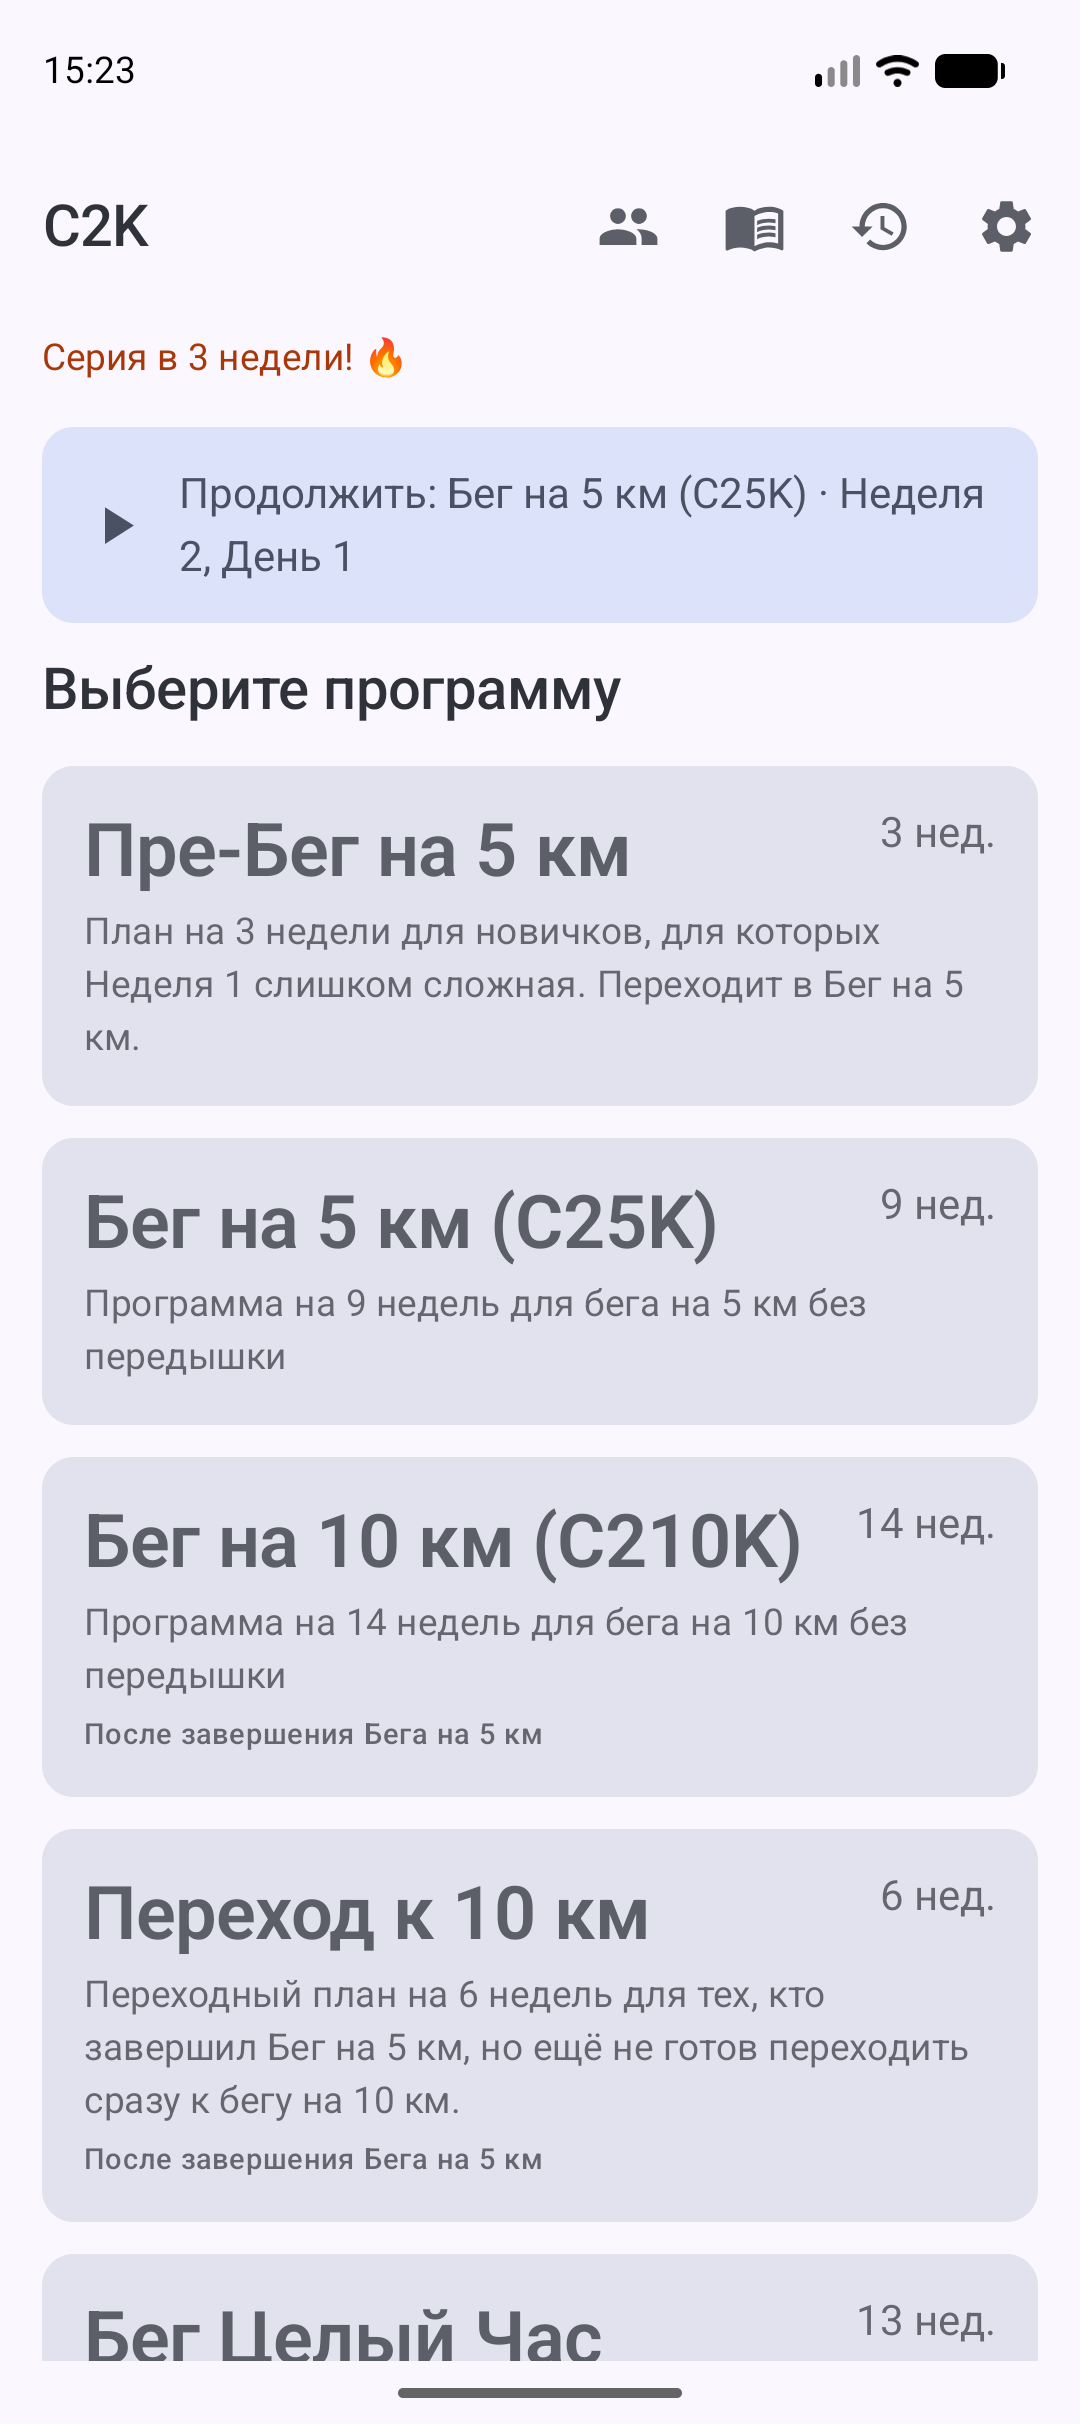 15:23
C2K
Серия в 3 недели! 🔥
Продолжить: Бег на 5 км (C25K) · Неделя
2, День 1
Выберите программу
Пре-Бег на 5 км
3 нед.
План на 3 недели для новичков, для которых
Неделя 1 слишком сложная. Переходит в Бег на 5
км.
Бег на 5 км (C25K)
9 нед.
Программа на 9 недель для бега на 5 км без
передышки
Бег на 10 км (C210K)
14 нед.
Программа на 14 недель для бега на 10 км без
передышки
После завершения Бега на 5 км
Переход к 10 км
6 нед.
Переходный план на 6 недель для тех, кто
завершил Бег на 5 км, но ещё не готов переходить
сразу к бегу на 10 км.
После завершения Бега на 5 км
Бег Целый Час
13 нед.